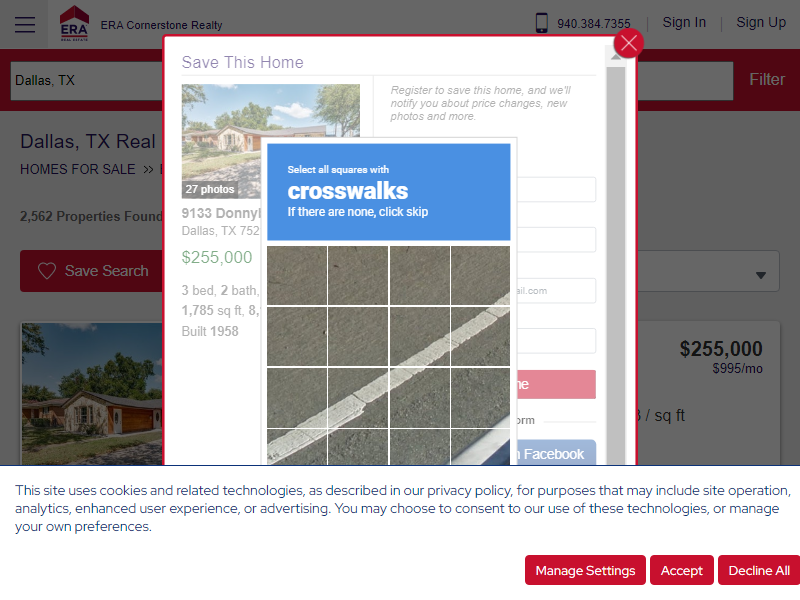 ERA
REAL ESTATE
ERA Cornerstone Realty
940.384.7355
Sign In
Sign Up
Dallas, TX
Filter
Dallas, TX Real
HOMES FOR SALE >>
2,562 Properties Found
Save Search
$255,000
$995/mo
/ sq ft
Save This Home
Register to save this home, and we'll
notify you about price changes, new
photos and more.
27 photos
9133 Donnyb
Dallas, TX 752
$255,000
3 bed, 2 bath,
1,785 sq ft, 8,
Built 1958
ail.com
me
orm
n Facebook
Select all squares with
crosswalks
If there are none, click skip
This site uses cookies and related technologies, as described in our privacy policy, for purposes that may include site operation,
analytics, enhanced user experience, or advertising. You may choose to consent to our use of these technologies, or manage
your own preferences.
Manage Settings
Accept
Decline All